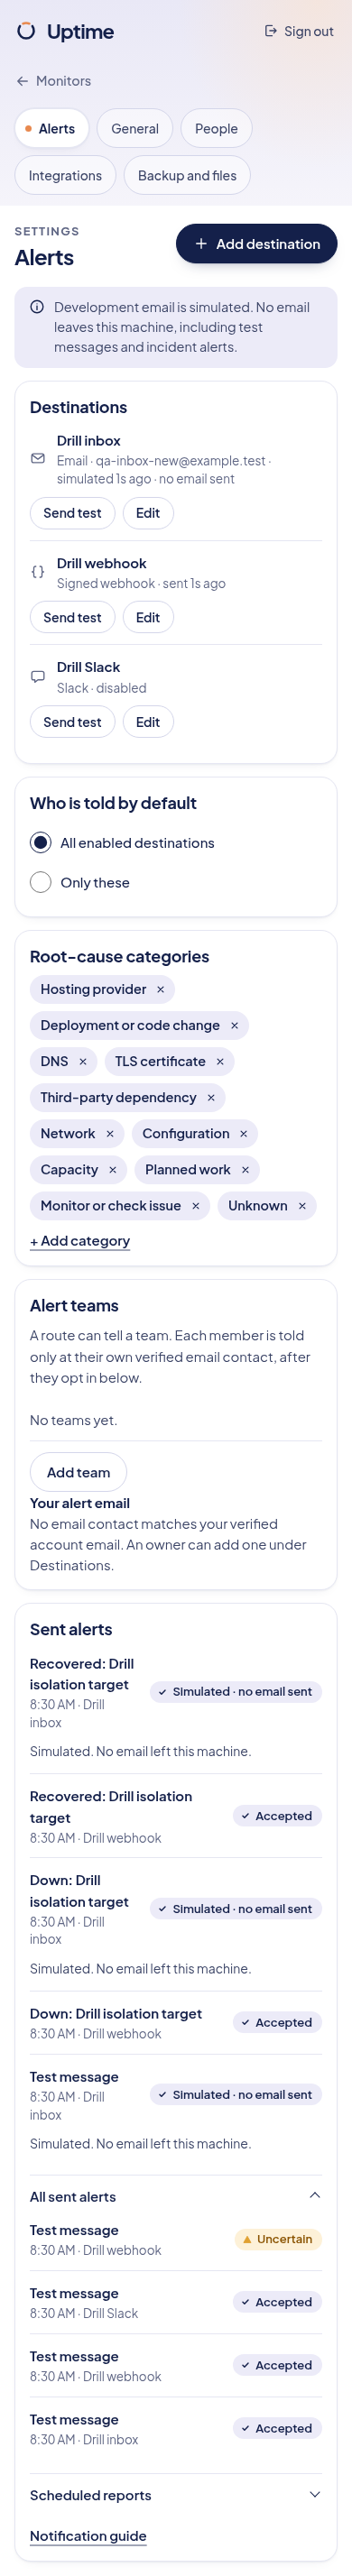 Uptime
Sign out
Monitors
Alerts
General
People
Integrations
Backup and files
SETTINGS
Alerts
Add destination
Development email is simulated. No email
leaves this machine, including test
messages and incident alerts.
Destinations
Drill inbox
Email · qa-inbox-new@example.test ·
simulated 1s ago · no email sent
Send test
Edit
Drill webhook
Signed webhook · sent 1s ago
Send test
Edit
Drill Slack
Slack · disabled
Send test
Edit
Who is told by default
All enabled destinations
Only these
Root-cause categories
Hosting provider ×
Deployment or code change ×
DNS × TLS certificate ×
Third-party dependency ×
Network × Configuration ×
Capacity × Planned work ×
Monitor or check issue × Unknown ×
+ Add category
Alert teams
A route can tell a team. Each member is told
only at their own verified email contact, after
they opt in below.
No teams yet.
Add team
Your alert email
No email contact matches your verified
account email. An owner can add one under
Destinations.
Sent alerts
Recovered: Drill
isolation target
8:30 AM · Drill
inbox
Simulated · no email sent
Simulated. No email left this machine.
Recovered: Drill isolation
target
8:30 AM · Drill webhook
Accepted
Down: Drill
isolation target
8:30 AM · Drill
inbox
Simulated · no email sent
Simulated. No email left this machine.
Down: Drill isolation target
8:30 AM · Drill webhook
Accepted
Test message
8:30 AM · Drill
inbox
Simulated · no email sent
Simulated. No email left this machine.
All sent alerts
Test message
8:30 AM · Drill webhook
Uncertain
Test message
8:30 AM · Drill Slack
Accepted
Test message
8:30 AM · Drill webhook
Accepted
Test message
8:30 AM · Drill inbox
Accepted
Scheduled reports
Notification guide